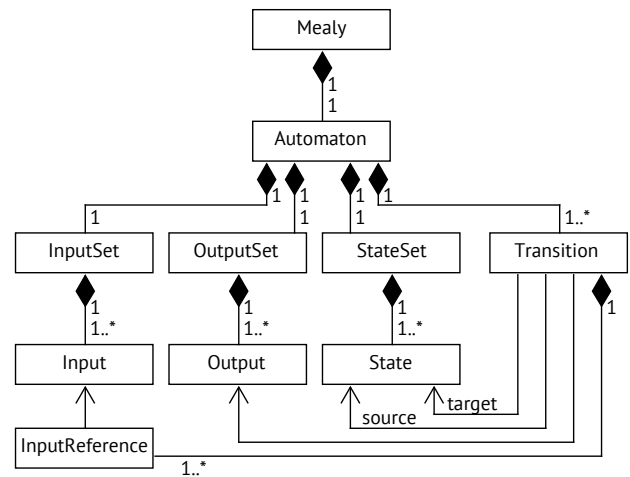 Mealy
1
1
Automaton
1
1
1
1
1
1
1
1..*
InputSet
OutputSet
StateSet
Transition
1
1
1
1
1..*
1..*
1..*
Input
Output
State
target
source
InputReference
1..*